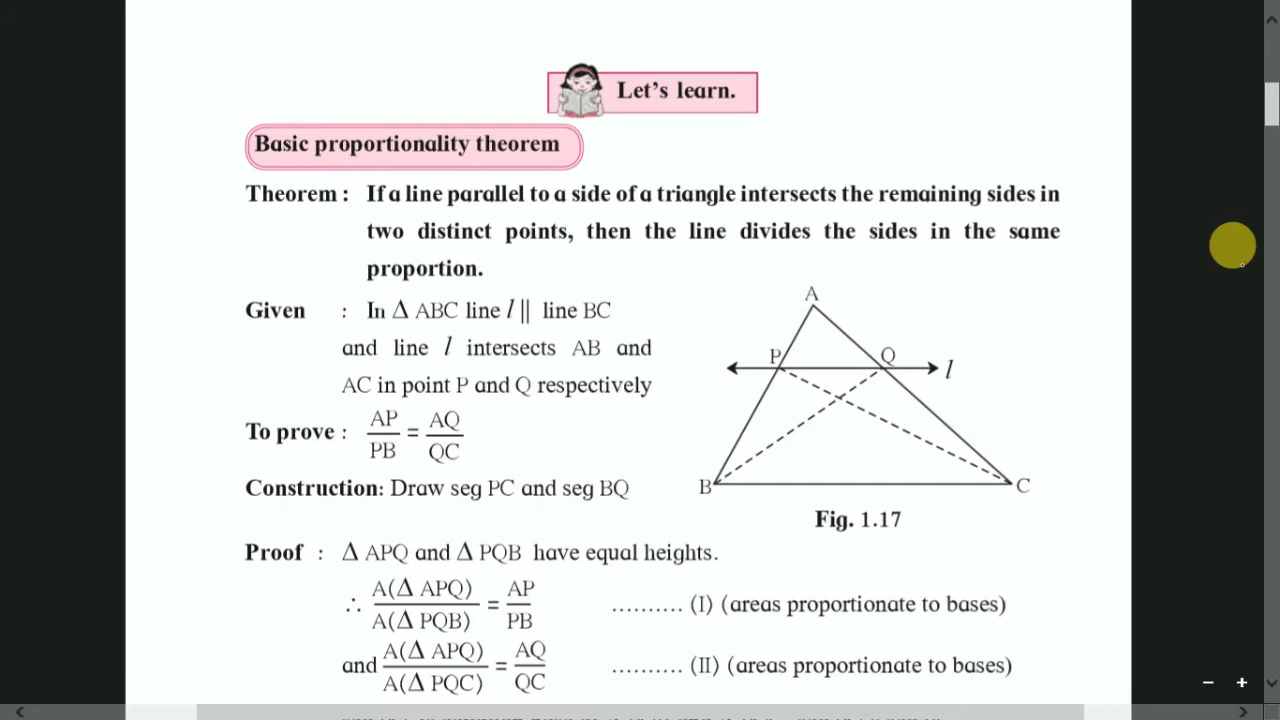 Let's learn.
Basic proportionality theorem
Theorem : If a line parallel to a side of a triangle intersects the remaining sides in
two distinct points, then the line divides the sides in the same
proportion.
Given : In Δ ABC line l || line BC
and line l intersects AB and
AC in point P and Q respectively
To prove : AP/PB = AQ/QC
Construction: Draw seg PC and seg BQ
A
P
Q
l
B
C
Fig. 1.17
Proof : Δ APQ and Δ PQB have equal heights.
∴ A(Δ APQ)/A(Δ PQB) = AP/PB .......... (I) (areas proportionate to bases)
and A(Δ APQ)/A(Δ PQC) = AQ/QC .......... (II) (areas proportionate to bases)